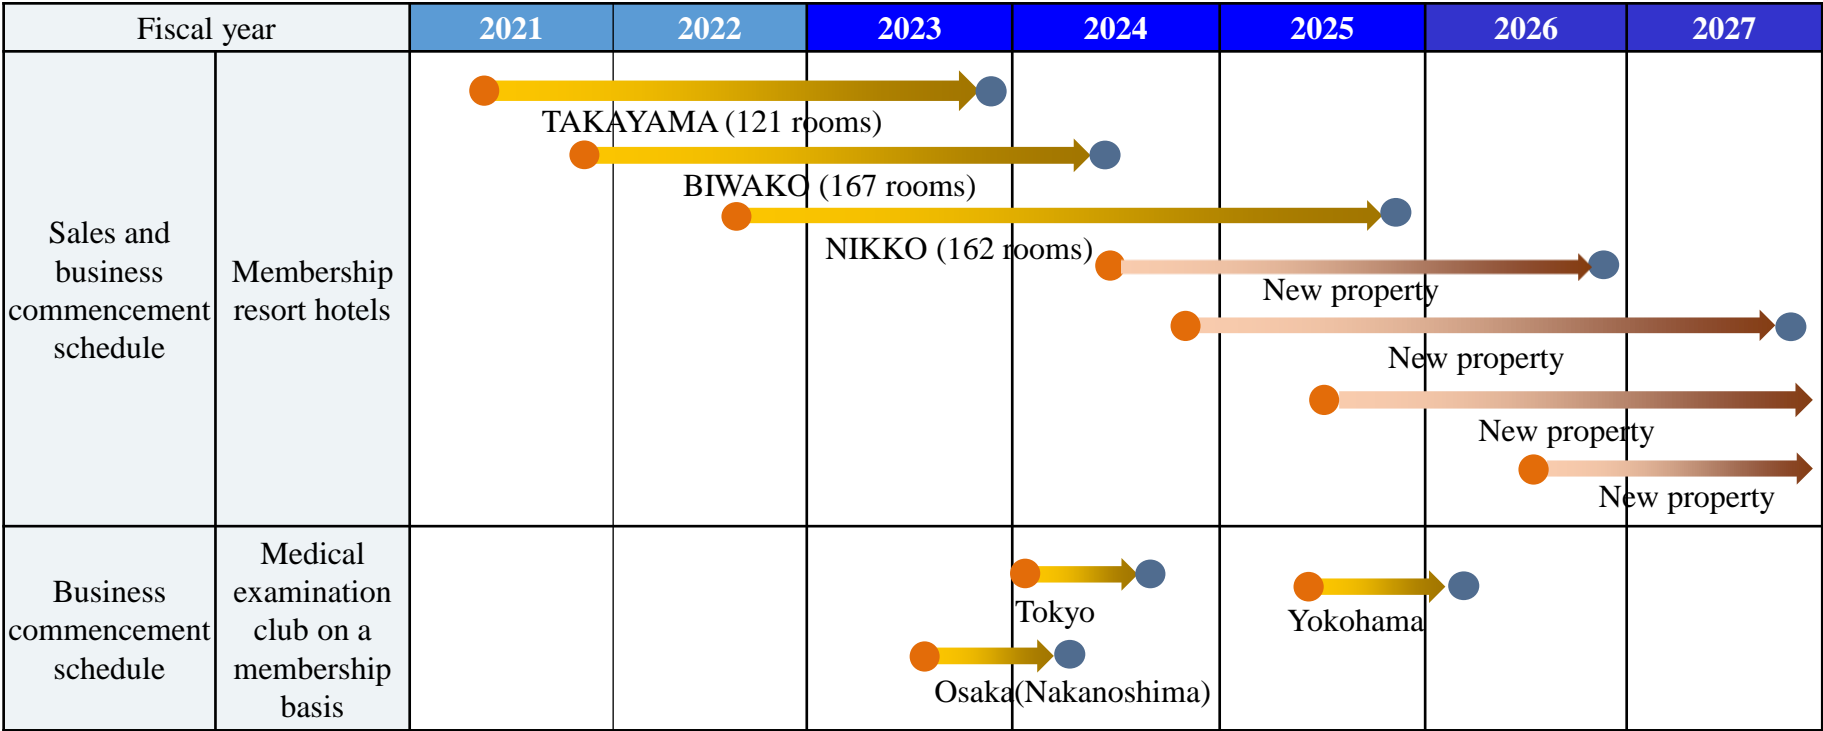 Fiscal year
2021
2022
2023
2024
2025
2026
2027
Sales and
business
commencement
schedule
Membership
resort hotels
TAKAYAMA (121 rooms)
BIWAKO (167 rooms)
NIKKO (162 rooms)
New property
New property
New property
New property
Business
commencement
schedule
Medical
examination
club on a
membership
basis
Tokyo
Yokohama
Osaka(Nakanoshima)